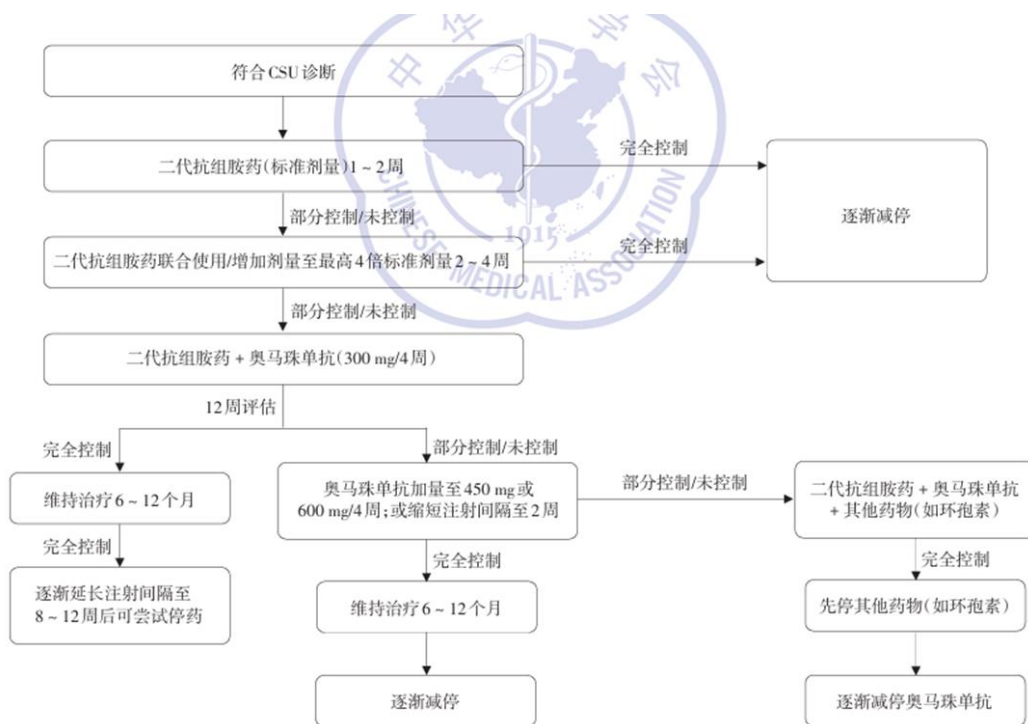 中华医学会
CHINESE MEDICAL ASSOCIATION
1915
符合CSU诊断
二代抗组胺药(标准剂量)1~2周
完全控制
逐渐减停
部分控制/未控制
二代抗组胺药联合使用/增加剂量至最高4倍标准剂量2~4周
完全控制
部分控制/未控制
二代抗组胺药 + 奥马珠单抗(300 mg/4周)
12周评估
完全控制
部分控制/未控制
维持治疗6~12个月
奥马珠单抗加量至450 mg或
600 mg/4周;或缩短注射间隔至2周
部分控制/未控制
二代抗组胺药 + 奥马珠单抗
+ 其他药物(如环孢素)
完全控制
完全控制
完全控制
逐渐延长注射间隔至
8~12周后可尝试停药
维持治疗6~12个月
先停其他药物(如环孢素)
逐渐减停
逐渐减停奥马珠单抗